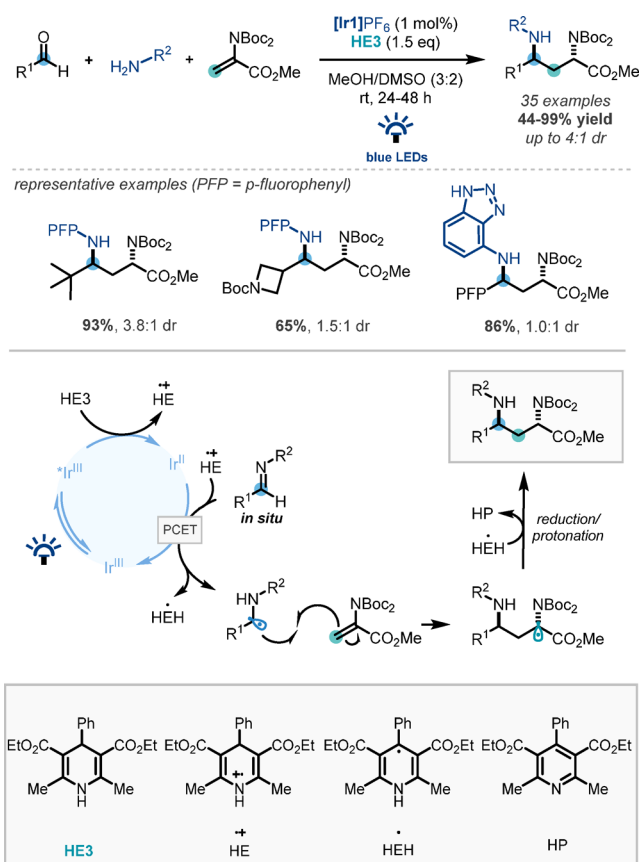 O
R¹ H
+
H₂N R²
+
N(Boc)₂
CO₂Me
[Ir1]PF₆ (1 mol%)
HE3 (1.5 eq)
MeOH/DMSO (3:2)
rt, 24-48 h
blue LEDs
R² NH NBoc₂
R¹ CO₂Me
35 examples
44-99% yield
up to 4:1 dr
representative examples (PFP = p-fluorophenyl)
PFP NH NBoc₂
CO₂Me
93%, 3.8:1 dr
PFP NH NBoc₂
CO₂Me
BocN
65%, 1.5:1 dr
HN N N
NH NBoc₂
PFP CO₂Me
86%, 1.0:1 dr
HE3
•+
HE
*Irᴵᴵᴵ
Irᴵᴵ
Irᴵᴵᴵ
•+
HE
N R²
R¹ H
in situ
PCET
•
HEH
HN R²
R¹
N(Boc)₂
CO₂Me
R² NH NBoc₂
R¹ CO₂Me
HP
•
HEH
reduction/
protonation
R² NH NBoc₂
R¹ CO₂Me
Ph
EtO₂C CO₂Et
Me N H Me
HE3
Ph
EtO₂C CO₂Et
•+
Me N H Me
•+
HE
Ph
EtO₂C CO₂Et
Me N H Me
•
HEH
Ph
EtO₂C CO₂Et
Me N Me
HP